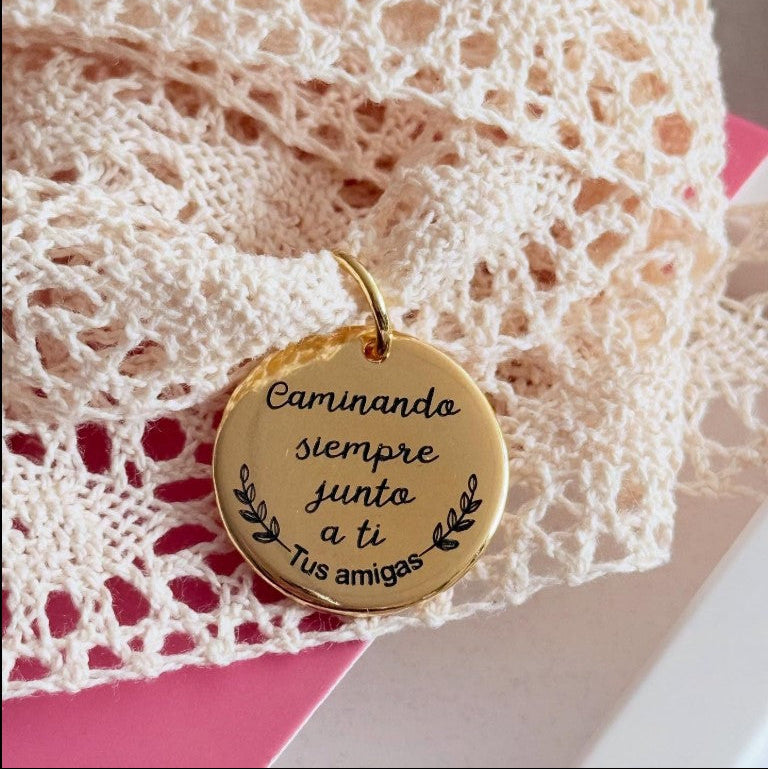 Caminando
siempre
junto
a ti
Tus amigas